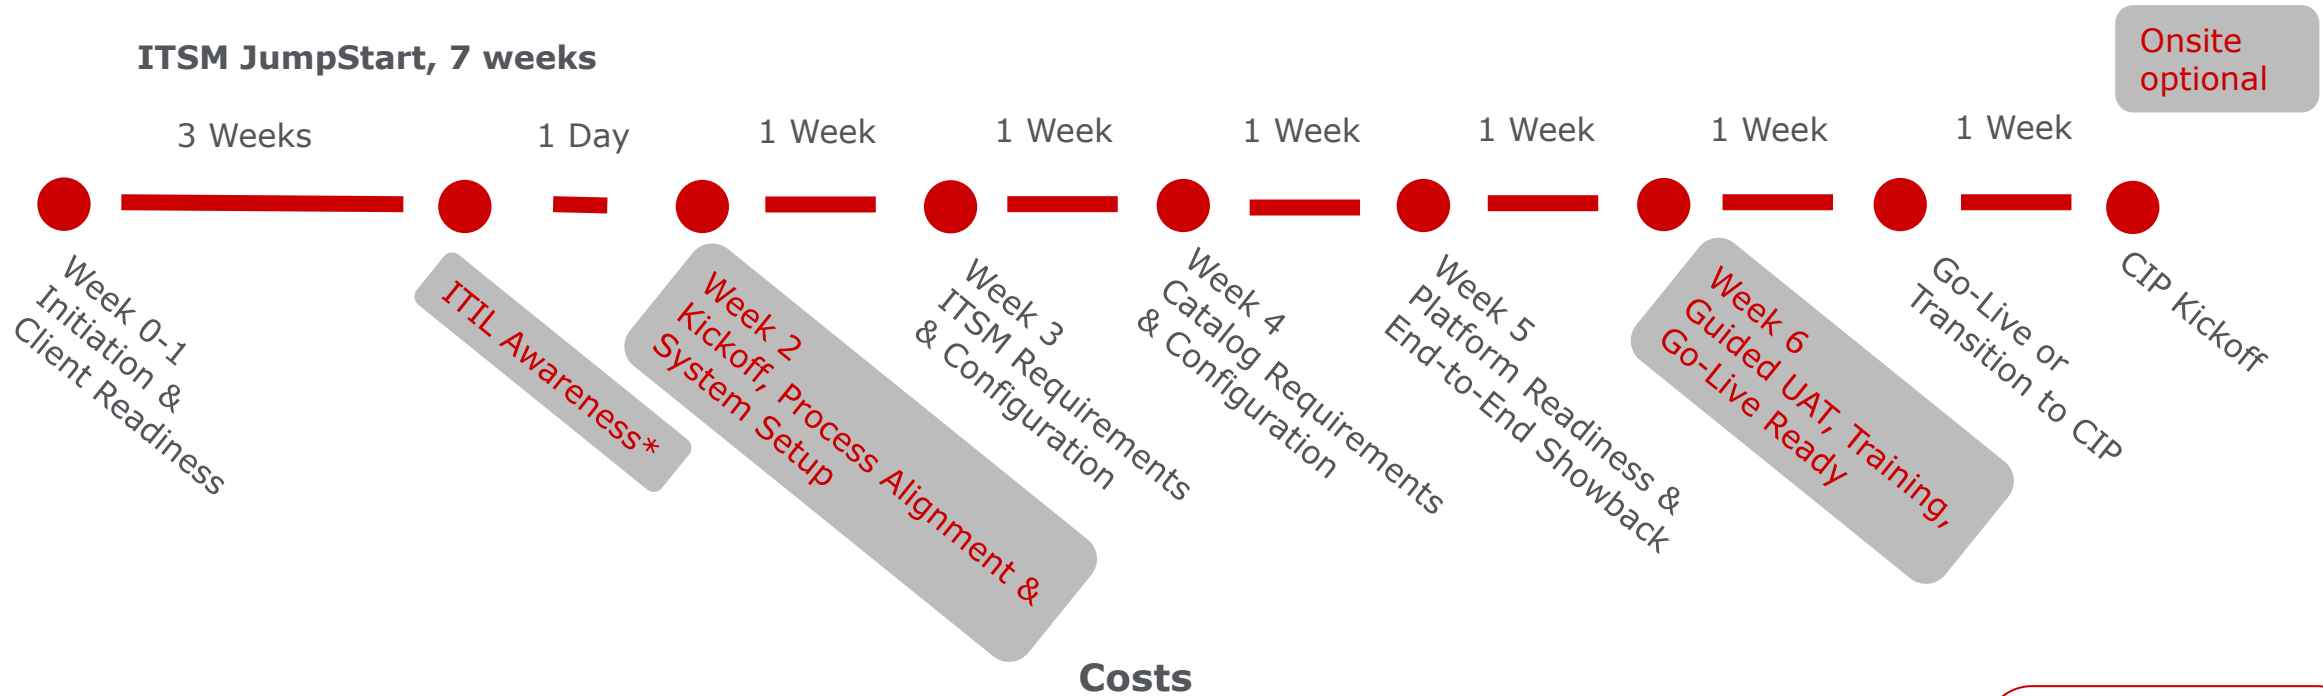 ITSM JumpStart, 7 weeks
Onsite
optional
3 Weeks
1 Day
1 Week
1 Week
1 Week
1 Week
1 Week
1 Week
Week 0-1
Initiation &
Client Readiness
ITIL Awareness*
Week 2
Kickoff, Process Alignment &
System Setup
Week 3
ITSM Requirements
& Configuration
Week 4
Catalog Requirements
& Configuration
Week 5
Platform Readiness &
End-to-End Showback
Week 6
Guided UAT, Training,
Go-Live Ready
Go-Live or
Transition to CIP
CIP Kickoff
Costs